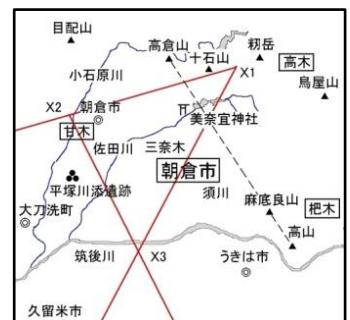 目配山
高倉山
籾岳
十石山
高木
小石原川
X1
鳥屋山
X2
朝倉市
美奈宜神社
甘木
佐田川
三奈木
朝倉市
平塚川添遺跡
須川
麻底良山
杷木
大刀洗町
高山
筑後川
X3
うきは市
久留米市